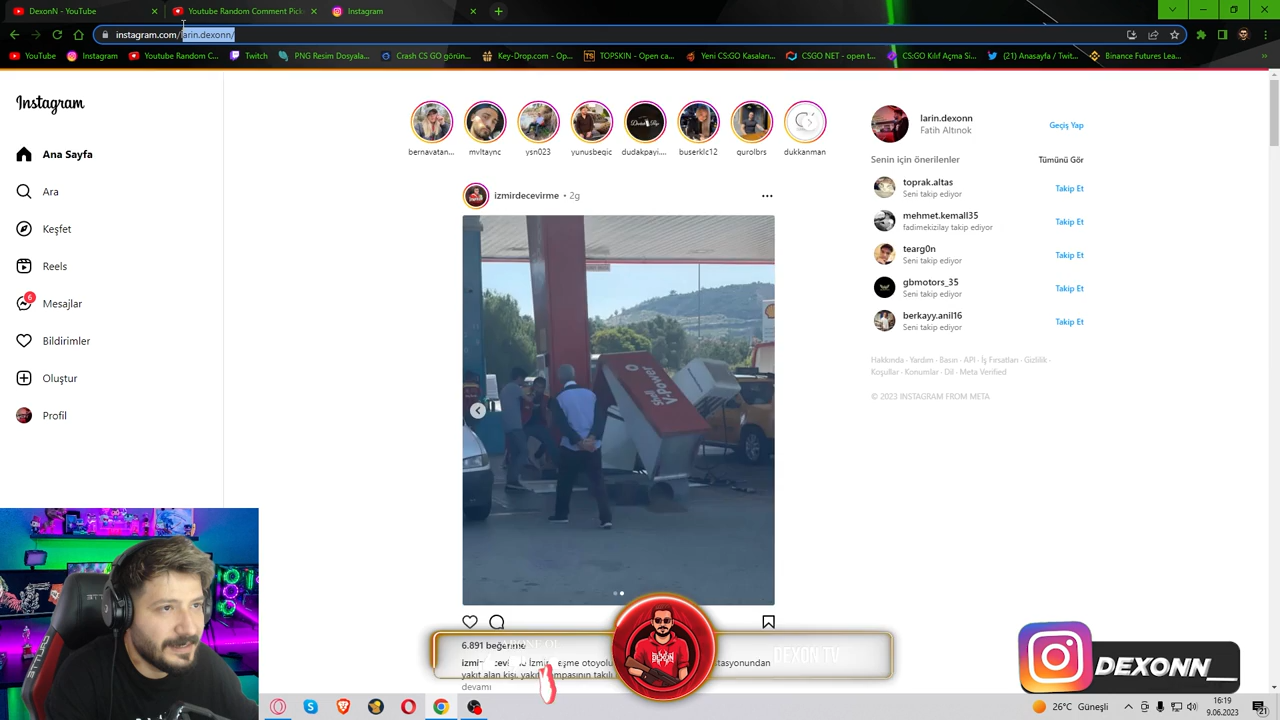 DexonN - YouTube
Youtube Random Comment Pick
Instagram
instagram.com/larin.dexonn/
YouTube
Instagram
Youtube Random C...
Twitch
PNG Resim Dosyala...
Crash CS GO görün...
Key-Drop.com - Op...
TOPSKIN - Open ca...
Yeni CS:GO Kasaları...
CSGO NET - open t...
CS:GO Kılıf Açma Si...
(21) Anasayfa / Twit...
Binance Futures Lea...
Instagram
Ana Sayfa
Ara
Keşfet
Reels
6
Mesajlar
Bildirimler
Oluştur
Profil
bernavatan...
mvltaync
ysn023
yunusbegic
dudakpayi....
buserklc12
qurolbrs
dukkanman
izmirdecevirme • 2g
V-Power
6.891 beğenme
devamı
larin.dexonn
Fatih Altınok
Geçiş Yap
Senin için önerilenler
Tümünü Gör
toprak.altas
Seni takip ediyor
Takip Et
mehmet.kemall35
fadimekizilay takip ediyor
Takip Et
tearg0n
Seni takip ediyor
Takip Et
gbmotors_35
Seni takip ediyor
Takip Et
berkayy.anil16
Seni takip ediyor
Takip Et
Hakkında · Yardım · Basın · API · İş Fırsatları · Gizlilik ·
Koşullar · Konumlar · Dil · Meta Verified
© 2023 INSTAGRAM FROM META
DEXON
DEXON TV
DEXONN_
26°C Güneşli
16:19
9.06.2023
21